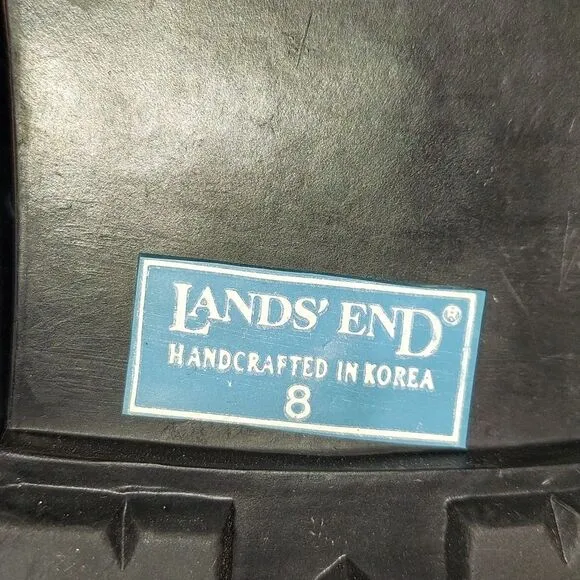 LANDS' END®
HANDCRAFTED IN KOREA
8